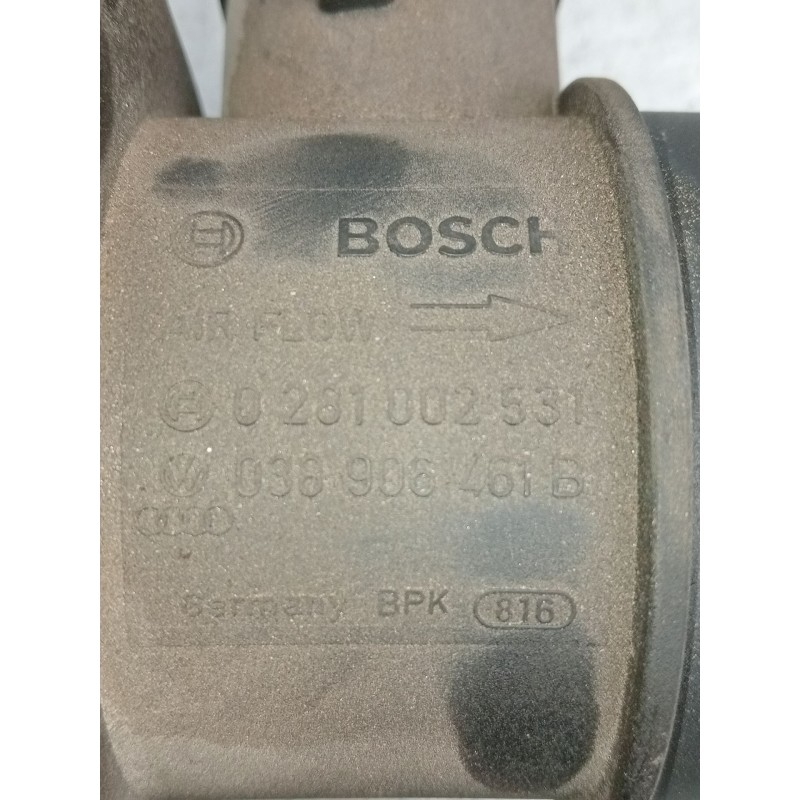 BOSCH
AIR FLOW
0 281 002 531
038 906 461 B
Germany BPK 816